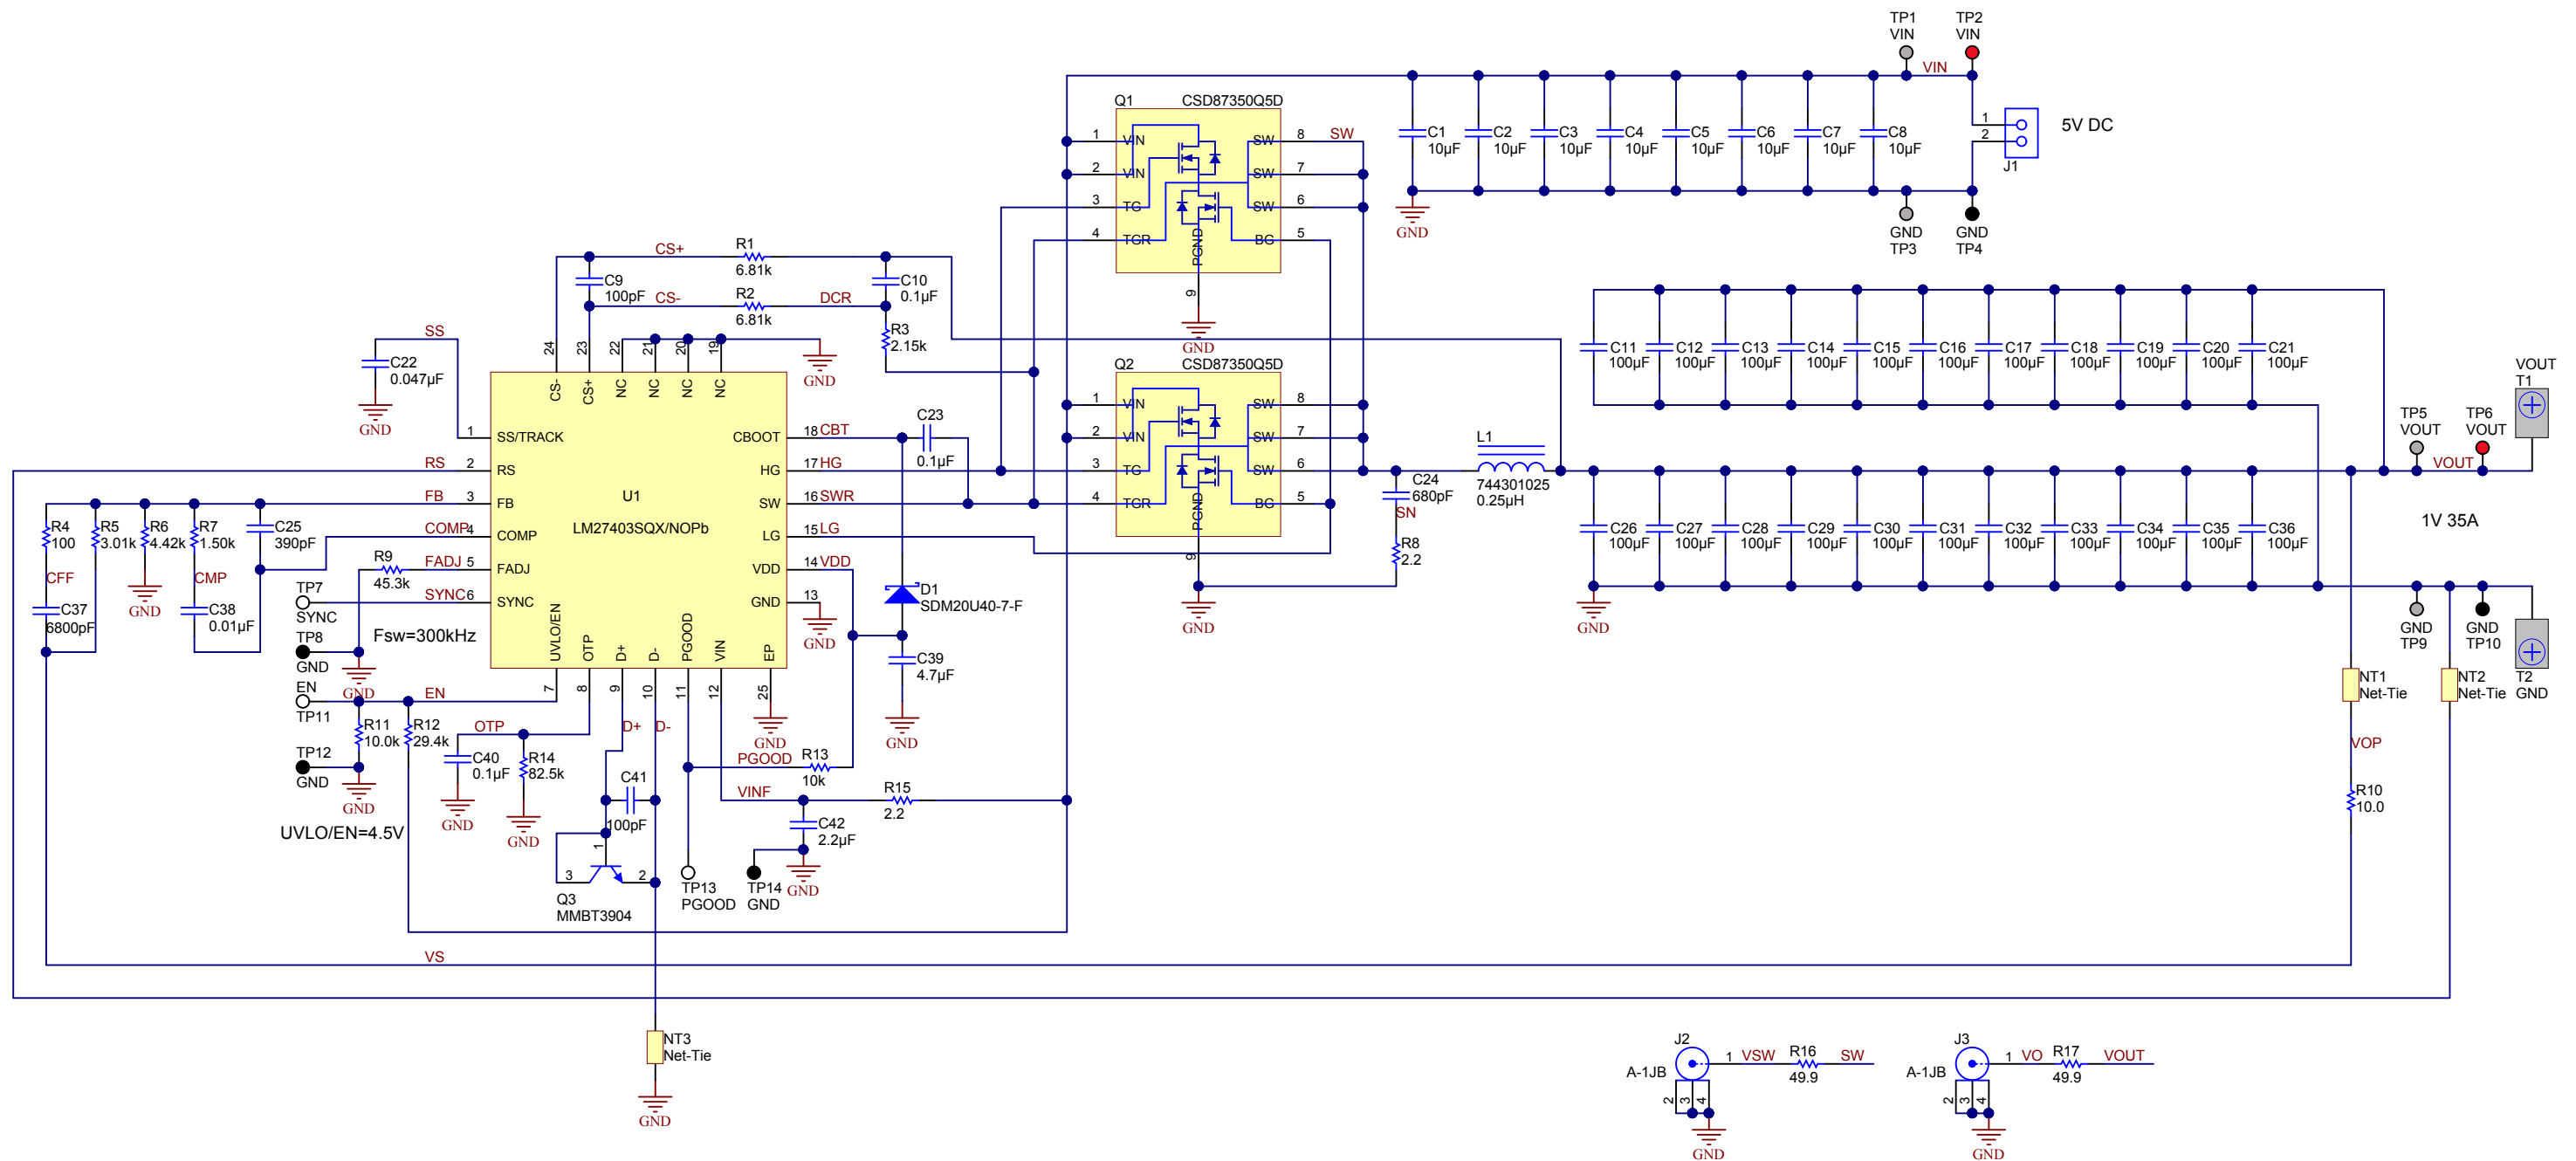 TP1
VIN
TP2
VIN
VIN
Q1
CSD87350Q5D
1
VIN
2
VIN
3
TG
4
TGR
SW
8
SW
SW
7
SW
6
BG
5
PGND
9
GND
C1
10µF
C2
10µF
C3
10µF
C4
10µF
C5
10µF
C6
10µF
C7
10µF
C8
10µF
1
2
J1
5V DC
GND
GND
TP3
GND
TP4
CS+
R1
6.81k
C9
100pF
CS-
R2
6.81k
DCR
C10
0.1µF
R3
2.15k
SS
C22
0.047µF
GND
24
23
22
21
20
19
GND
CS-
CS+
NC
NC
NC
NC
1
SS/TRACK
RS
2
RS
FB
3
FB
COMP
4
COMP
FADJ
5
FADJ
SYNC
6
SYNC
U1
LM27403SQX/NOPb
CBOOT
18
CBT
HG
17
HG
SW
16
SWR
LG
15
LG
VDD
14
VDD
GND
13
GND
UVLO/EN
OTP
D+
D-
PGOOD
VIN
EP
7
8
9
10
11
12
25
GND
C23
0.1µF
D1
SDM20U40-7-F
C39
4.7µF
GND
Q2
CSD87350Q5D
1
VIN
2
VIN
3
TG
4
TGR
SW
8
SW
7
SW
6
BG
5
PGND
9
GND
C24
680pF
SN
R8
2.2
L1
744301025
0.25µH
C11
100µF
C12
100µF
C13
100µF
C14
100µF
C15
100µF
C16
100µF
C17
100µF
C18
100µF
C19
100µF
C20
100µF
C21
100µF
VOUT
T1
TP5
VOUT
TP6
VOUT
VOUT
C26
100µF
C27
100µF
C28
100µF
C29
100µF
C30
100µF
C31
100µF
C32
100µF
C33
100µF
C34
100µF
C35
100µF
C36
100µF
1V 35A
GND
GND
TP9
GND
TP10
T2
GND
NT1
Net-Tie
NT2
Net-Tie
VOP
R10
10.0
R4
100
R5
3.01k
R6
4.42k
R7
1.50k
C25
390pF
CFF
GND
CMP
C37
6800pF
C38
0.01µF
R9
45.3k
TP7
SYNC
TP8
GND
GND
Fsw=300kHz
EN
TP11
EN
R11
10.0k
R12
29.4k
TP12
GND
GND
UVLO/EN=4.5V
OTP
C40
0.1µF
GND
R14
82.5k
GND
D+
D-
C41
100pF
1
3
2
Q3
MMBT3904
PGOOD
R13
10k
VINF
R15
2.2
C42
2.2µF
GND
TP13
PGOOD
TP14
GND
VS
NT3
Net-Tie
GND
J2
A-1JB
1
VSW
R16
49.9
SW
2
3
4
GND
J3
A-1JB
1
VO
R17
49.9
VOUT
2
3
4
GND